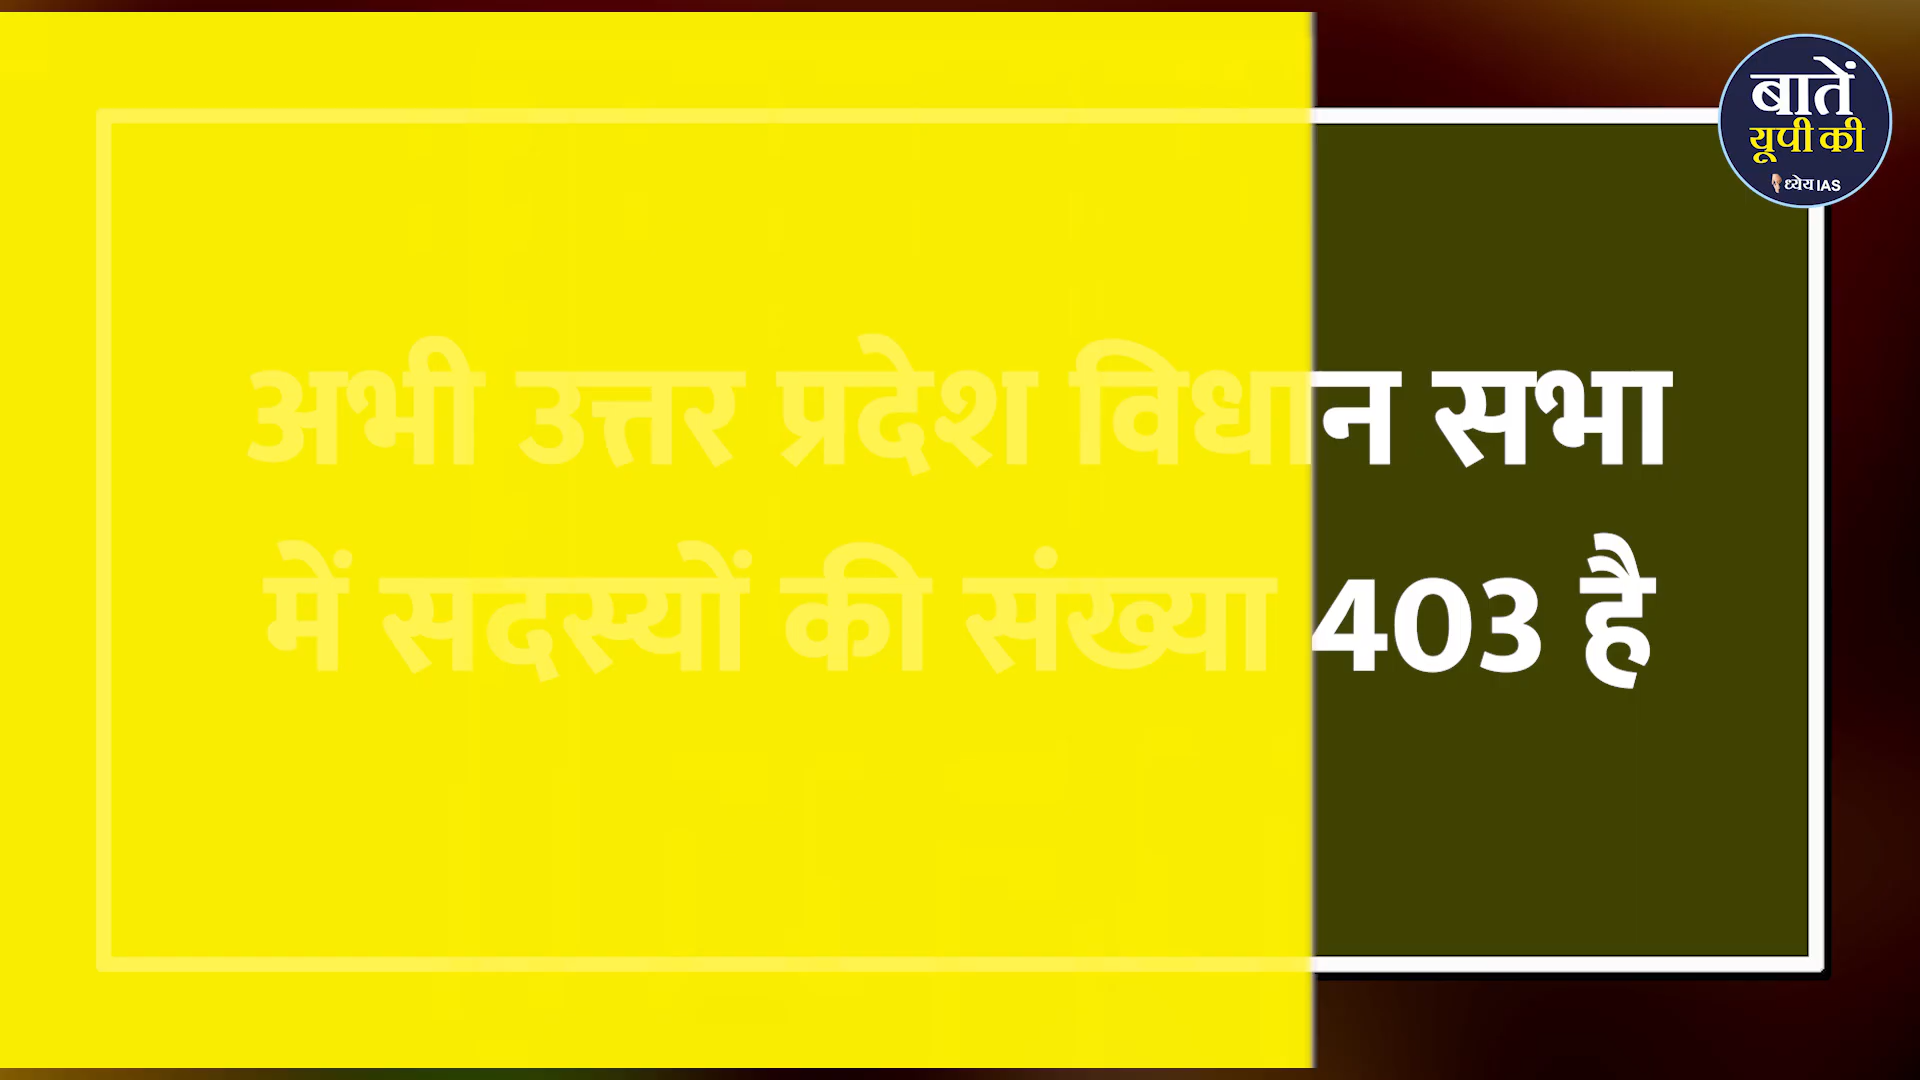 बातें
यूपी की
ध्येय IAS
अभी उत्तर प्रदेश विधान सभा
में सदस्यों की संख्या 403 है